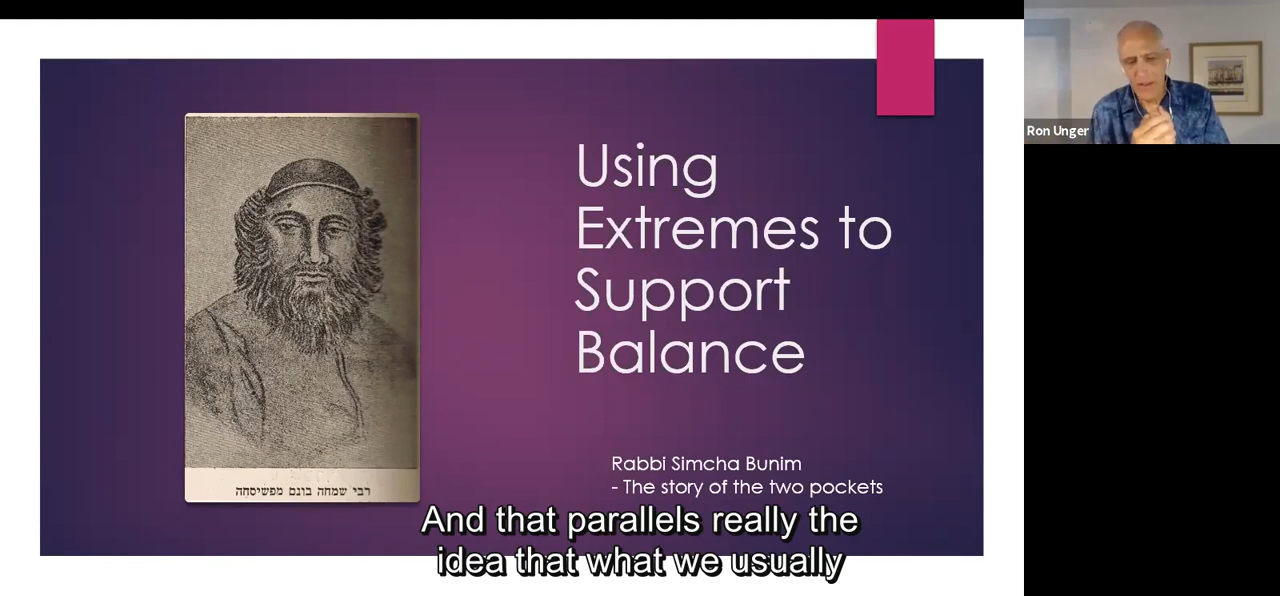 Using
Extremes to
Support
Balance
Rabbi Simcha Bunim
- The story of the two pockets
רבי שמחה בונם מפשיסחה
And that parallels really the
idea that what we usually
Ron Unger